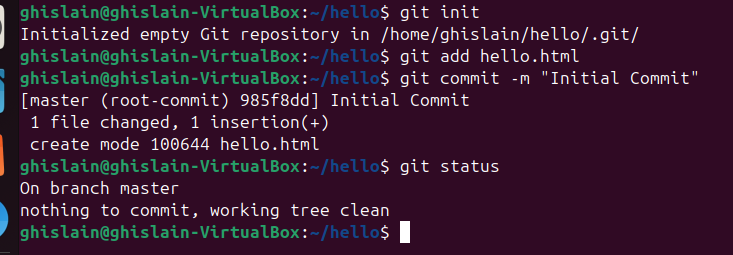 ghislain@ghislain-VirtualBox:~/hello$ git init
Initialized empty Git repository in /home/ghislain/hello/.git/
ghislain@ghislain-VirtualBox:~/hello$ git add hello.html
ghislain@ghislain-VirtualBox:~/hello$ git commit -m "Initial Commit"
[master (root-commit) 985f8dd] Initial Commit
 1 file changed, 1 insertion(+)
 create mode 100644 hello.html
ghislain@ghislain-VirtualBox:~/hello$ git status
On branch master
nothing to commit, working tree clean
ghislain@ghislain-VirtualBox:~/hello$